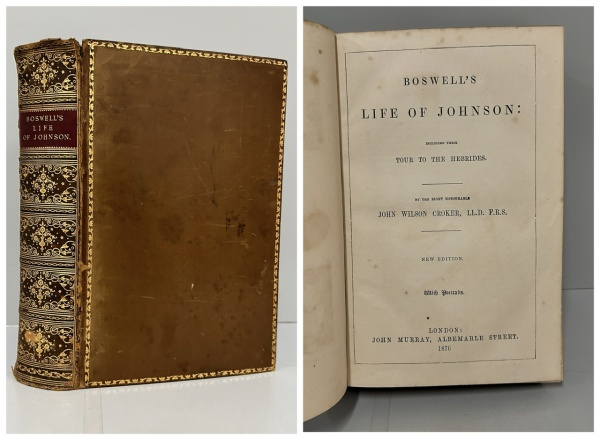 BOSWELL'S
LIFE
OF
JOHNSON.
BOSWELL'S
LIFE OF JOHNSON:
INCLUDING THEIR
TOUR TO THE HEBRIDES.
BY THE RIGHT HONOURABLE
JOHN WILSON CROKER, LL.D. F.R.S.
NEW EDITION.
With Portraits.
LONDON:
JOHN MURRAY, ALBEMARLE STREET.
1876